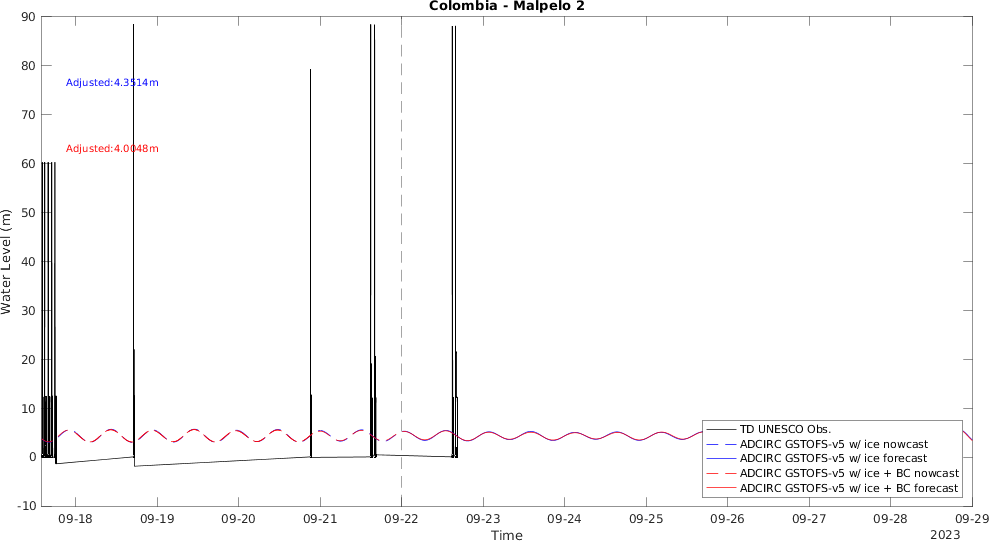 Colombia - Malpelo 2
90
80
70
60
50
40
30
20
10
0
-10
Water Level (m)
Adjusted:4.3514m
Adjusted:4.0048m
TD UNESCO Obs.
ADCIRC GSTOFS-v5 w/ ice nowcast
ADCIRC GSTOFS-v5 w/ ice forecast
ADCIRC GSTOFS-v5 w/ ice + BC nowcast
ADCIRC GSTOFS-v5 w/ ice + BC forecast
09-18 09-19 09-20 09-21 09-22 09-23 09-24 09-25 09-26 09-27 09-28 09-29
Time
2023